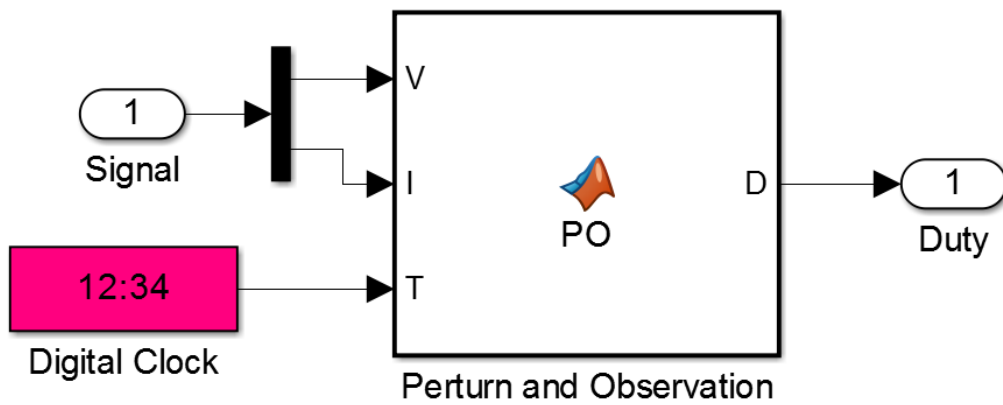 1
Signal
12:34
Digital Clock
V
I
T
PO
D
Perturn and Observation
1
Duty